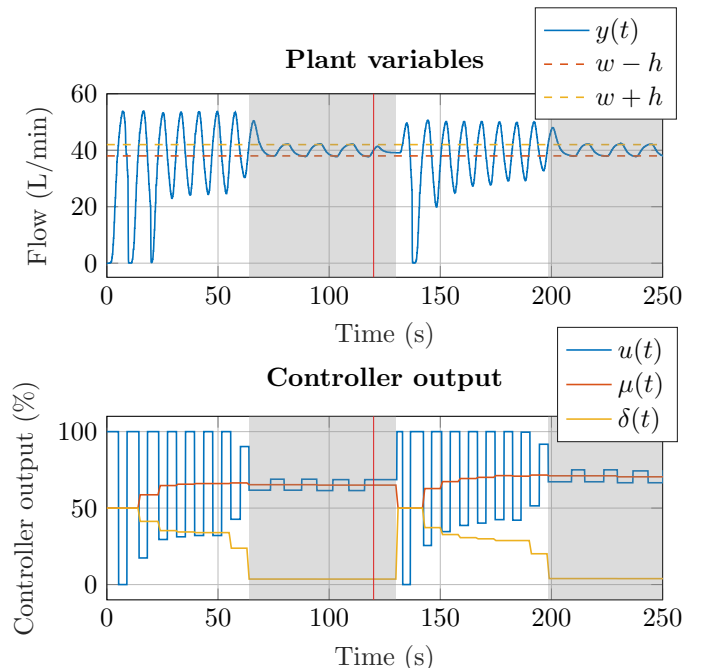 Plant variables
y(t)
w − h
w + h
Flow (L/min)
60
40
20
0
0 50 100 150 200 250
Time (s)
Controller output
u(t)
μ(t)
δ(t)
Controller output (%)
100
50
0
0 50 100 150 200 250
Time (s)